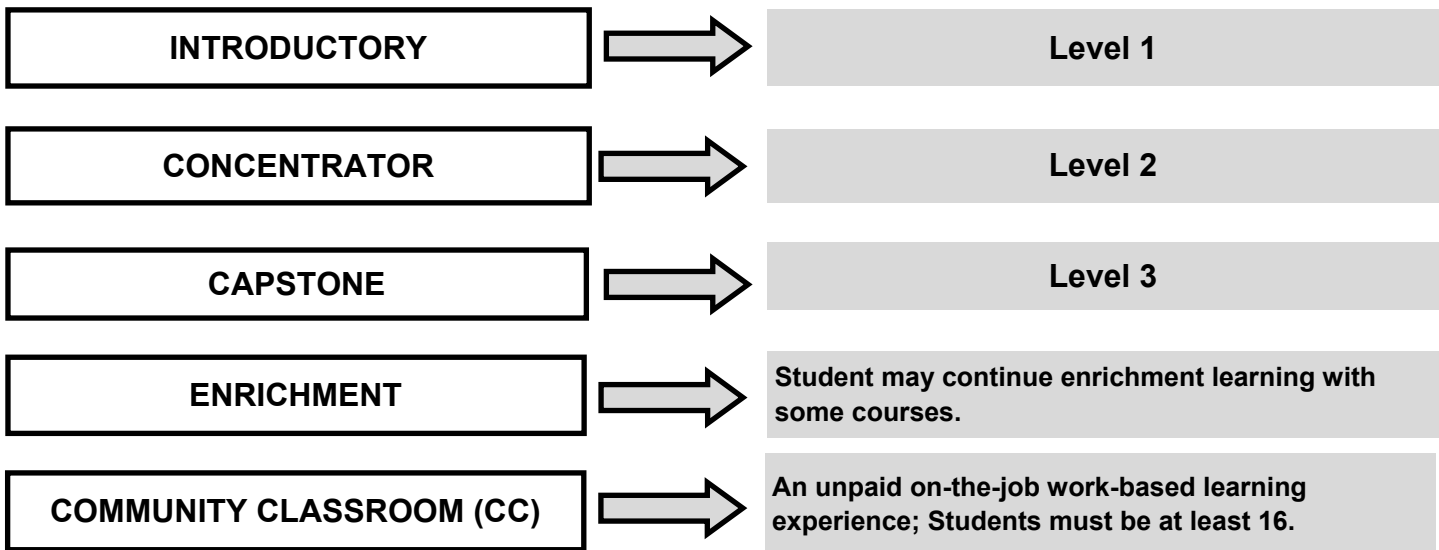 INTRODUCTORY
Level 1
CONCENTRATOR
Level 2
CAPSTONE
Level 3
ENRICHMENT
Student may continue enrichment learning with
some courses.
COMMUNITY CLASSROOM (CC)
An unpaid on-the-job work-based learning
experience; Students must be at least 16.